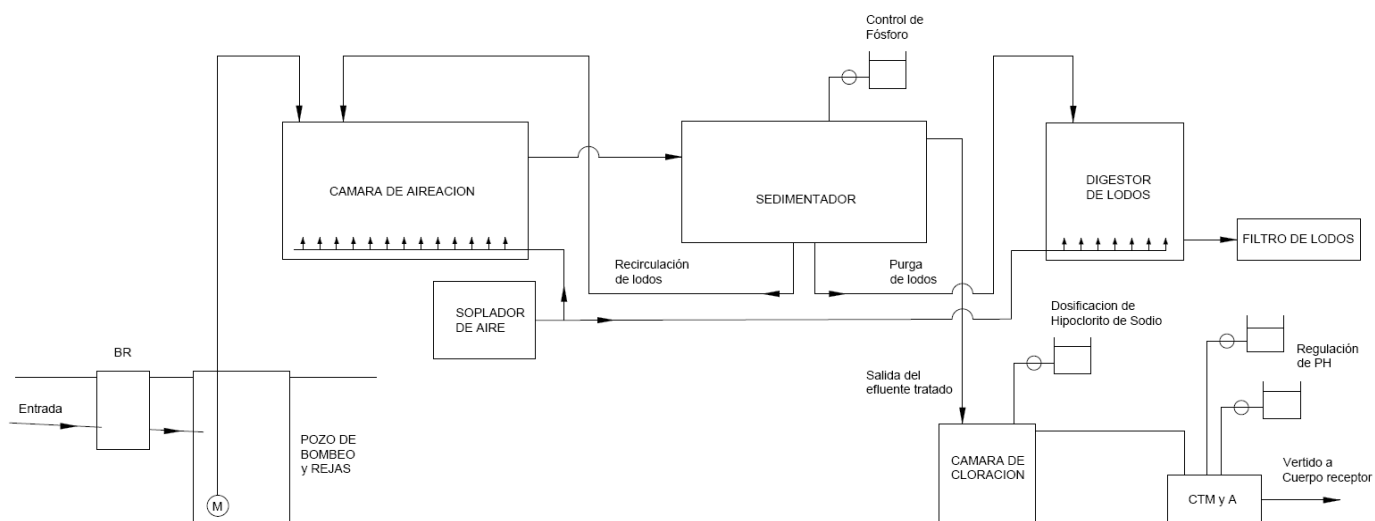 Control de
Fósforo
CAMARA DE AIREACION
SEDIMENTADOR
DIGESTOR
DE LODOS
FILTRO DE LODOS
Recirculación
de lodos
Purga
de lodos
SOPLADOR
DE AIRE
Dosificacion de
Hipoclorito de Sodio
Regulación
de PH
BR
Entrada
Salida del
efluente tratado
POZO DE
BOMBEO
y REJAS
M
CAMARA DE
CLORACION
CTM y A
Vertido a
Cuerpo receptor